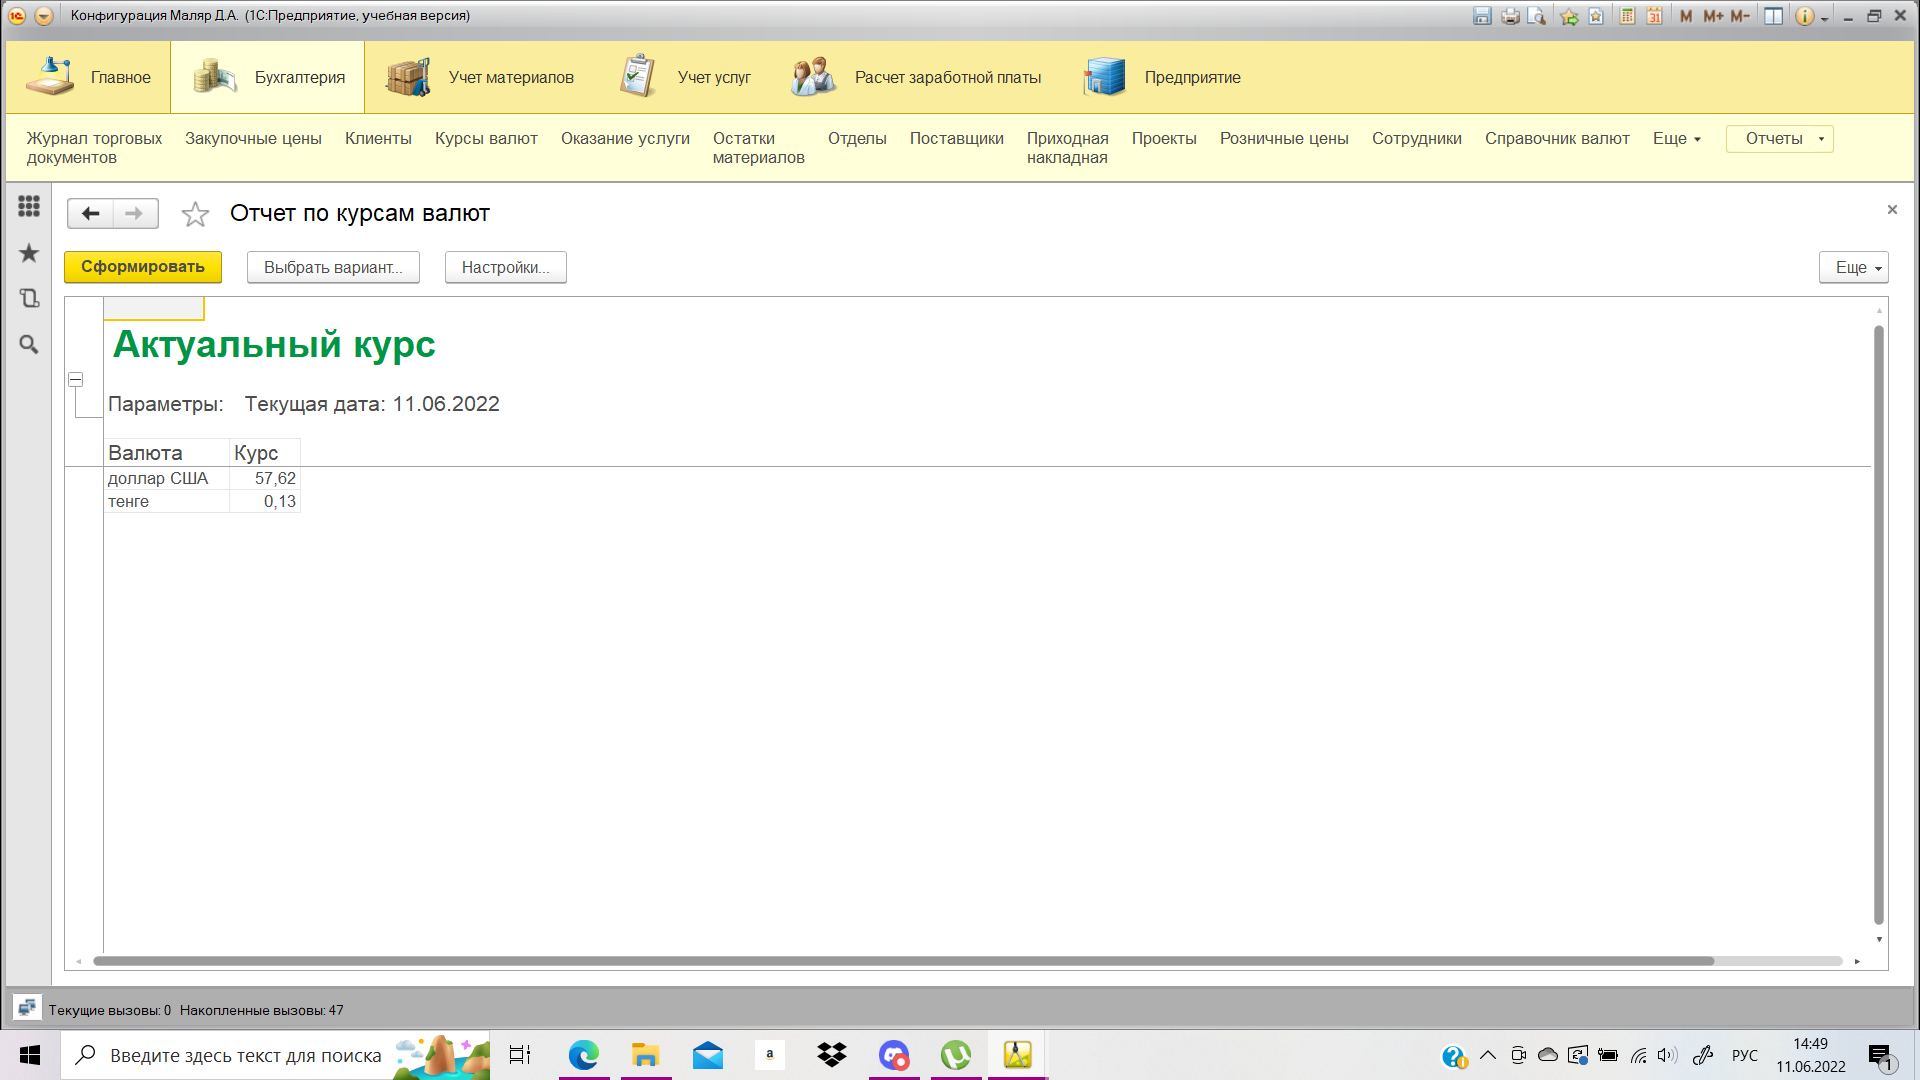 Конфигурация Маляр Д.А. (1С:Предприятие, учебная версия)
M M+ M-
Главное
Бухгалтерия
Учет материалов
Учет услуг
Расчет заработной платы
Предприятие
Журнал торговых документов
Закупочные цены
Клиенты
Курсы валют
Оказание услуги
Остатки материалов
Отделы
Поставщики
Приходная накладная
Проекты
Розничные цены
Сотрудники
Справочник валют
Еще
Отчеты
Отчет по курсам валют
Сформировать
Выбрать вариант...
Настройки...
Еще
Актуальный курс
Параметры: Текущая дата: 11.06.2022
Валюта Курс
доллар США 57,62
тенге 0,13
Текущие вызовы: 0 Накопленные вызовы: 47
Введите здесь текст для поиска
a
РУС
14:49
11.06.2022
1